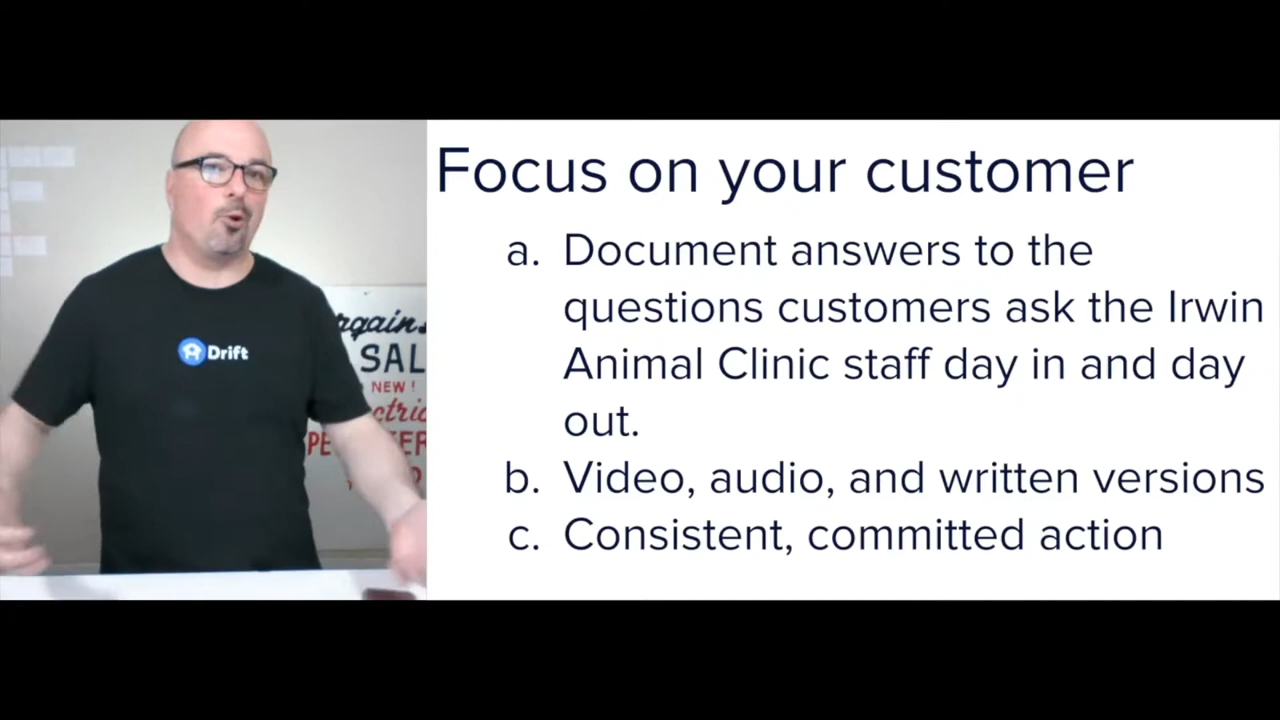 Focus on your customer
a. Document answers to the
questions customers ask the Irwin
Animal Clinic staff day in and day
out.
b. Video, audio, and written versions
c. Consistent, committed action
Drift
NEW!